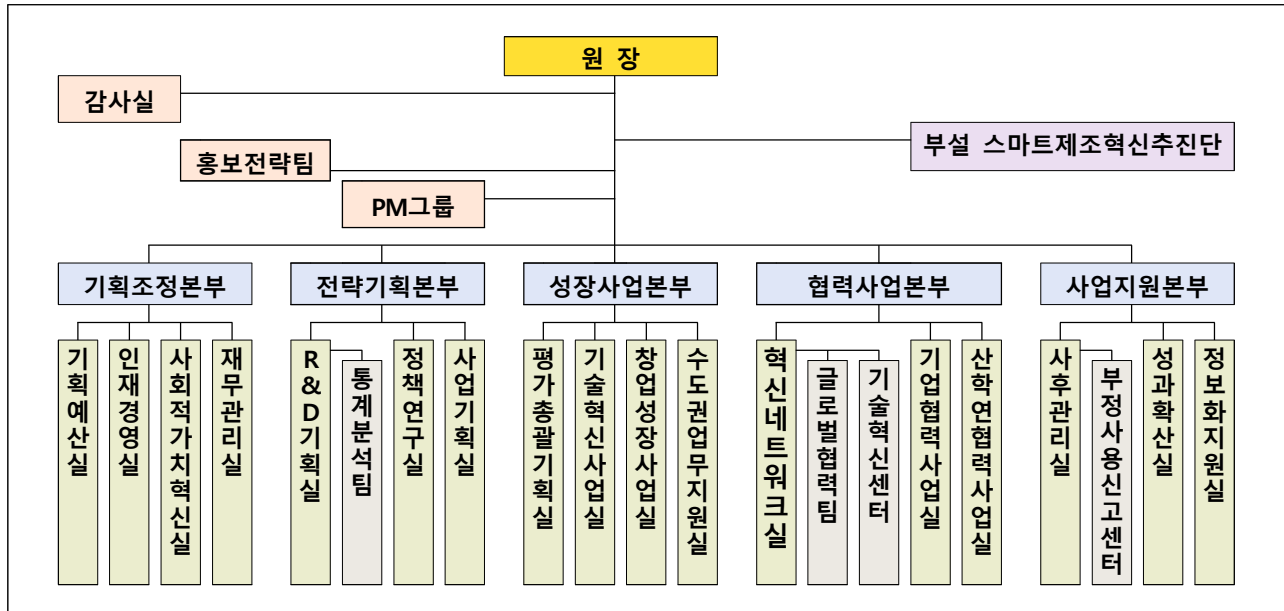 원 장
감사실
부설 스마트제조혁신추진단
홍보전략팀
PM그룹
기획조정본부
전략기획본부
성장사업본부
협력사업본부
사업지원본부
기획예산실
인재경영실
사회적가치혁신실
재무관리실
R&D기획실
통계분석팀
정책연구실
사업기획실
평가총괄기획실
기술혁신사업실
창업성장사업실
수도권업무지원실
혁신네트워크실
글로벌협력팀
기술혁신센터
기업협력사업실
산학연협력사업실
사후관리실
부정사용신고센터
성과확산실
정보화지원실